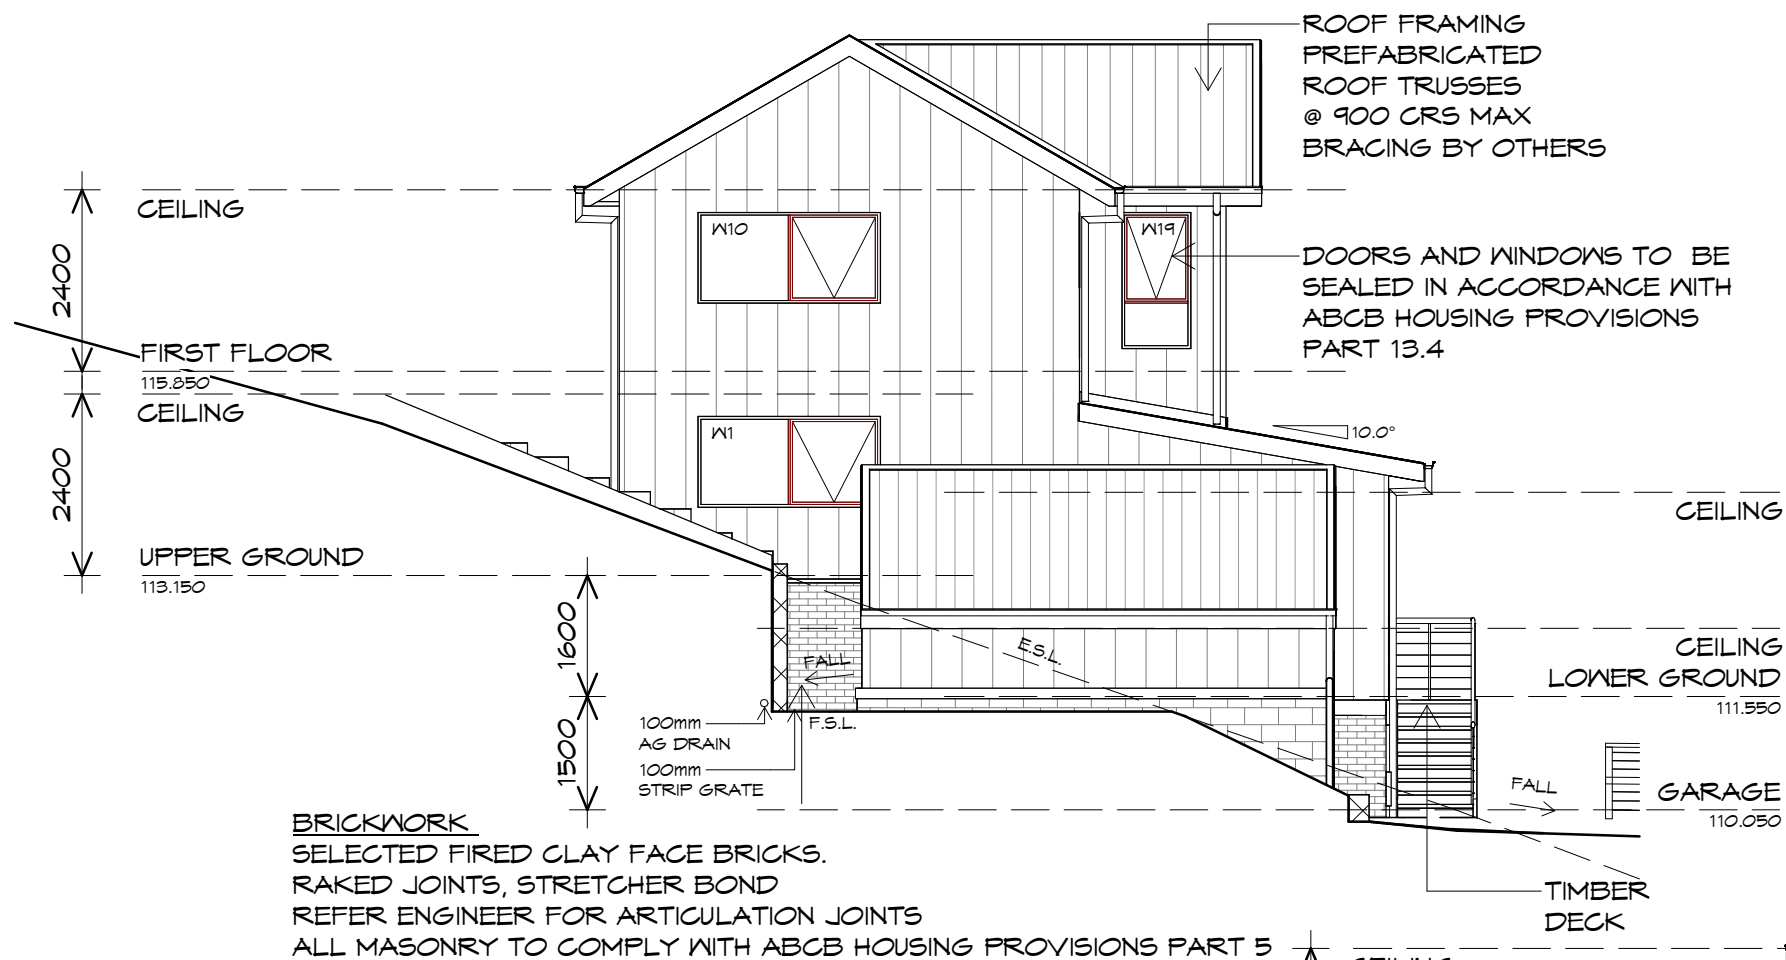 ROOF FRAMING
PREFABRICATED
ROOF TRUSSES
@ 900 CRS MAX
BRACING BY OTHERS
CEILING
2400
W10
W19
DOORS AND WINDOWS TO BE
SEALED IN ACCORDANCE WITH
ABCB HOUSING PROVISIONS
PART 13.4
FIRST FLOOR
115.850
CEILING
2400
W1
10.0°
CEILING
UPPER GROUND
113.150
1600
E.S.L.
FALL
CEILING
LOWER GROUND
111.550
100mm
AG DRAIN
F.S.L.
100mm
STRIP GRATE
1500
FALL
GARAGE
110.050
BRICKWORK
SELECTED FIRED CLAY FACE BRICKS.
RAKED JOINTS, STRETCHER BOND
REFER ENGINEER FOR ARTICULATION JOINTS
ALL MASONRY TO COMPLY WITH ABCB HOUSING PROVISIONS PART 5
TIMBER
DECK